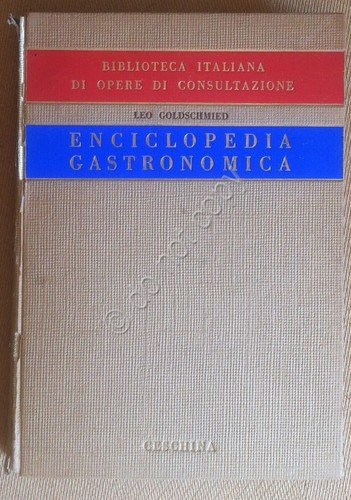 BIBLIOTECA ITALIANA
DI OPERE DI CONSULTAZIONE
LEO GOLDSCHMIED
ENCICLOPEDIA
GASTRONOMICA
© do not copy
CESCHINA